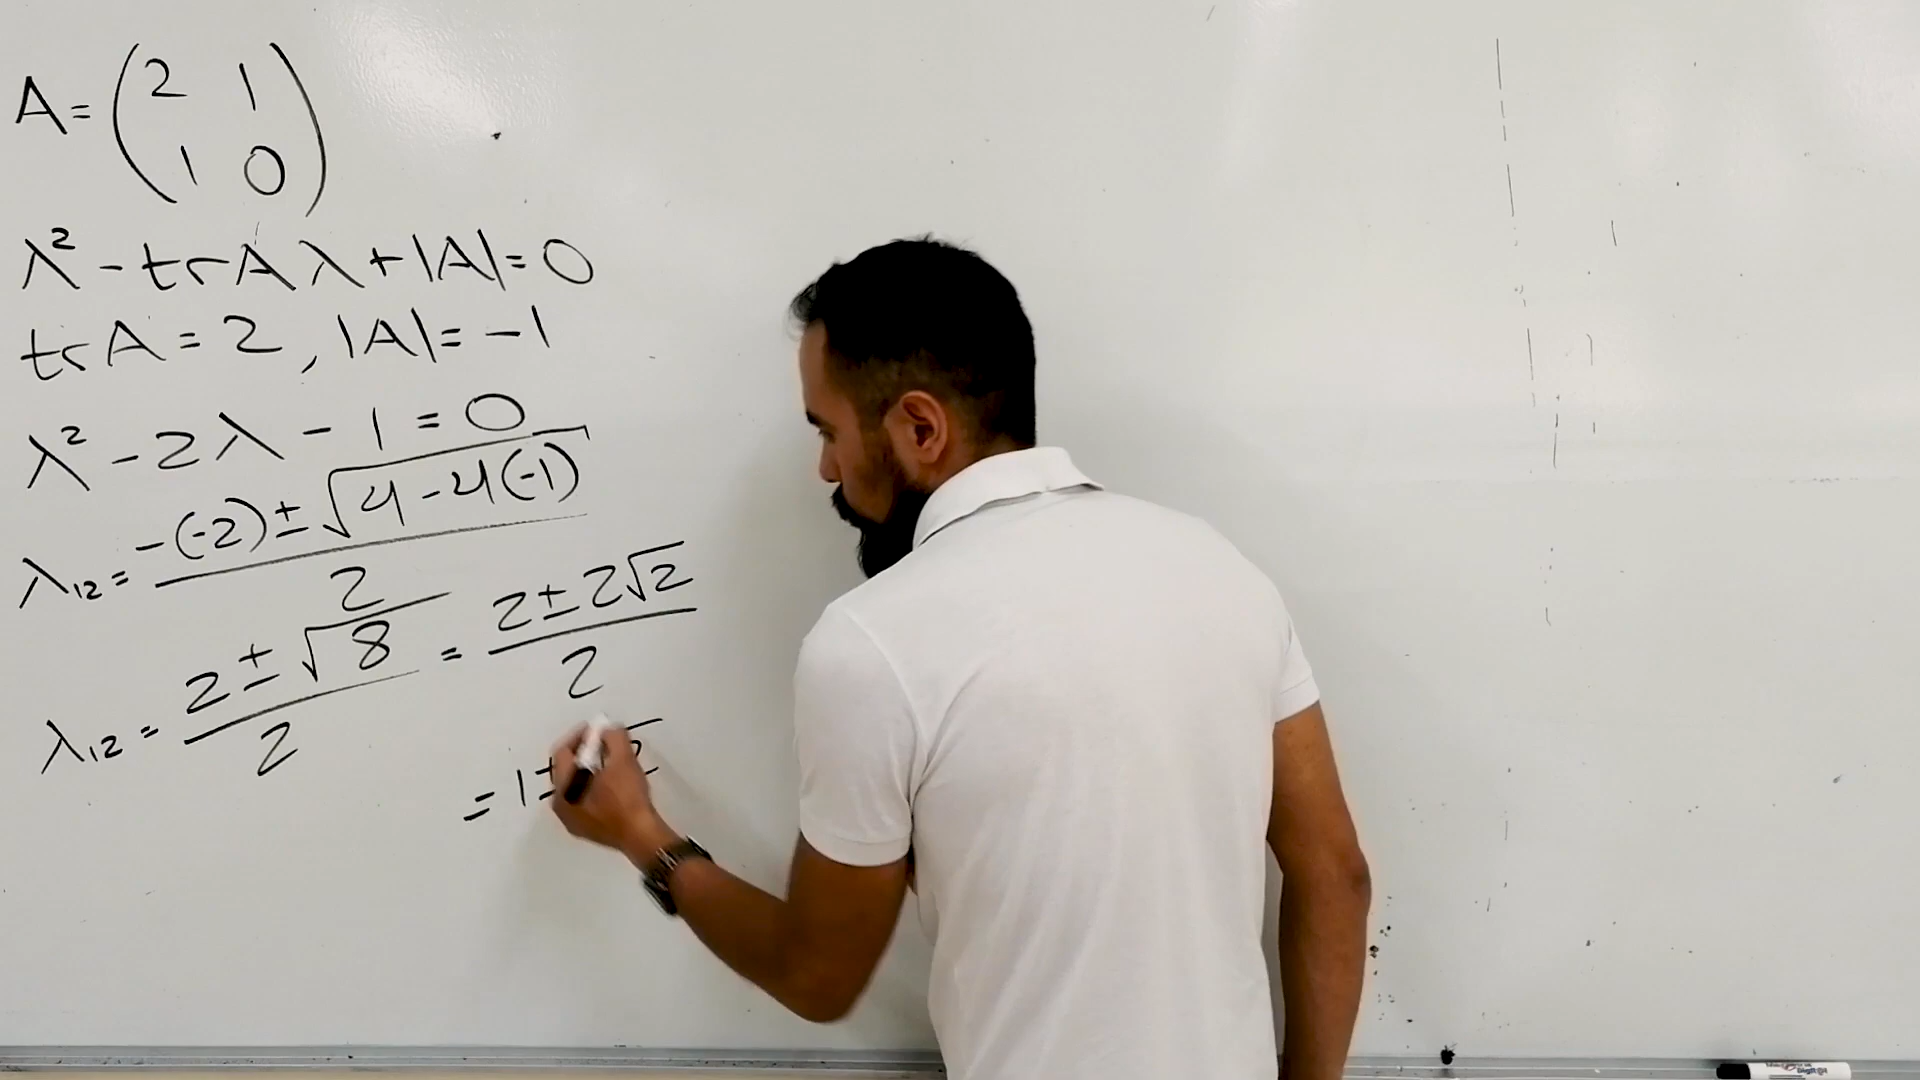 A = (2 1
1 0)
λ² - trAλ + |A| = 0
trA = 2, |A| = -1
λ² - 2λ - 1 = 0
λ₁₂ = (-(-2) ± √(4 - 4(-1))) / 2
λ₁₂ = (2 ± √8) / 2 = (2 ± 2√2) / 2
= 1 ± √2